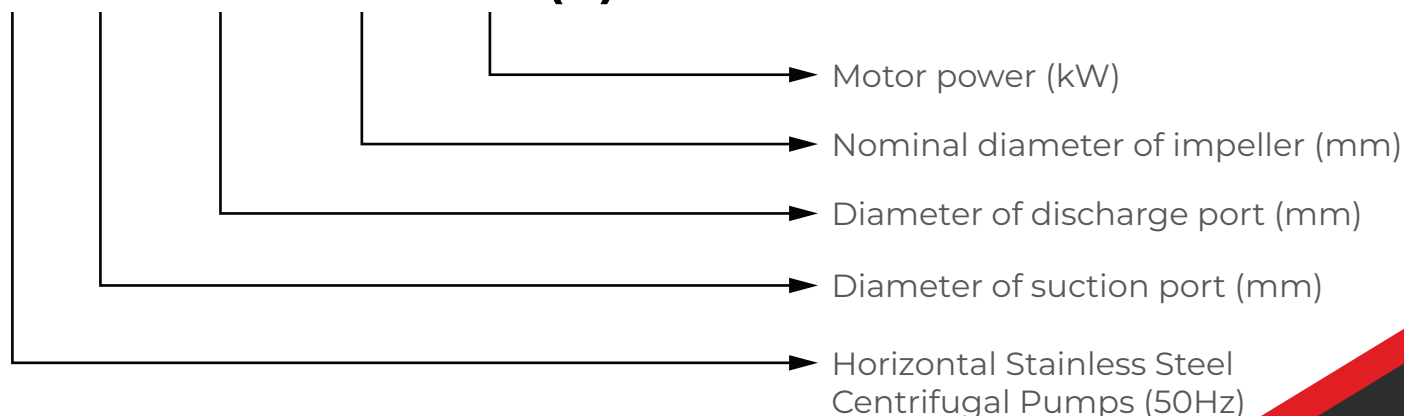 Motor power (kW)
Nominal diameter of impeller (mm)
Diameter of discharge port (mm)
Diameter of suction port (mm)
Horizontal Stainless Steel
Centrifugal Pumps (50Hz)